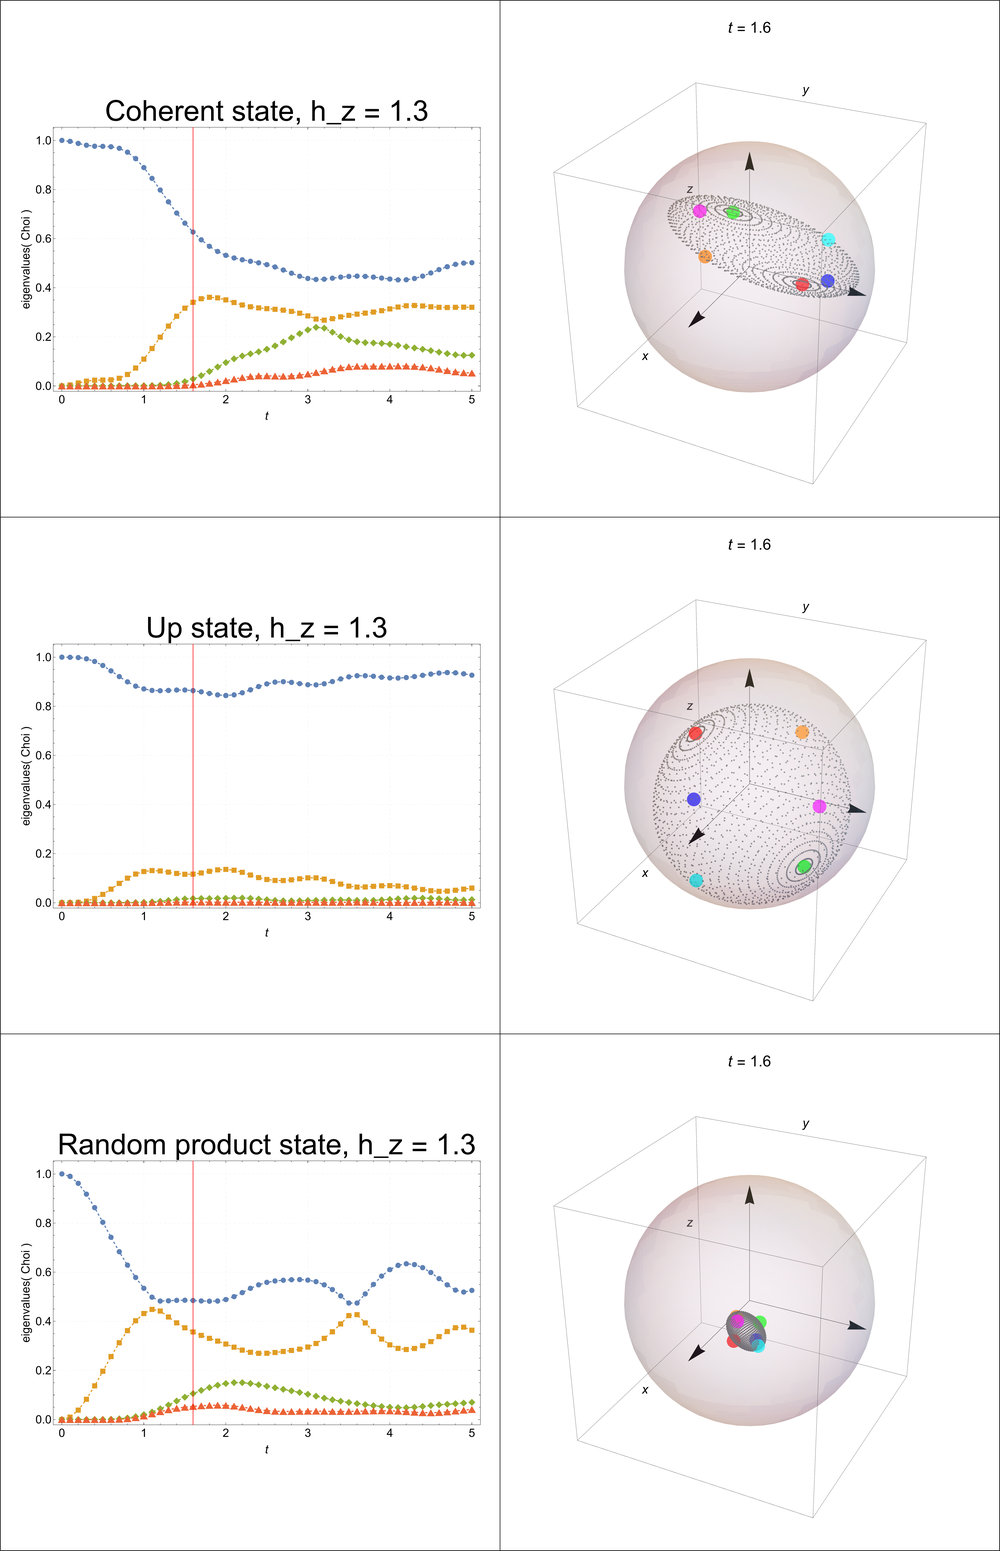 t = 1.6
y
Coherent state, h_z = 1.3
1.0
0.8
z
0.6
eigenvalues( Choi )
0.4
x
0.2
0.0
0 1 2 3 4 5
t
t = 1.6
y
Up state, h_z = 1.3
1.0
0.8
z
0.6
eigenvalues( Choi )
0.4
x
0.2
0.0
0 1 2 3 4 5
t
t = 1.6
y
Random product state, h_z = 1.3
1.0
0.8
z
0.6
eigenvalues( Choi )
0.4
x
0.2
0.0
0 1 2 3 4 5
t